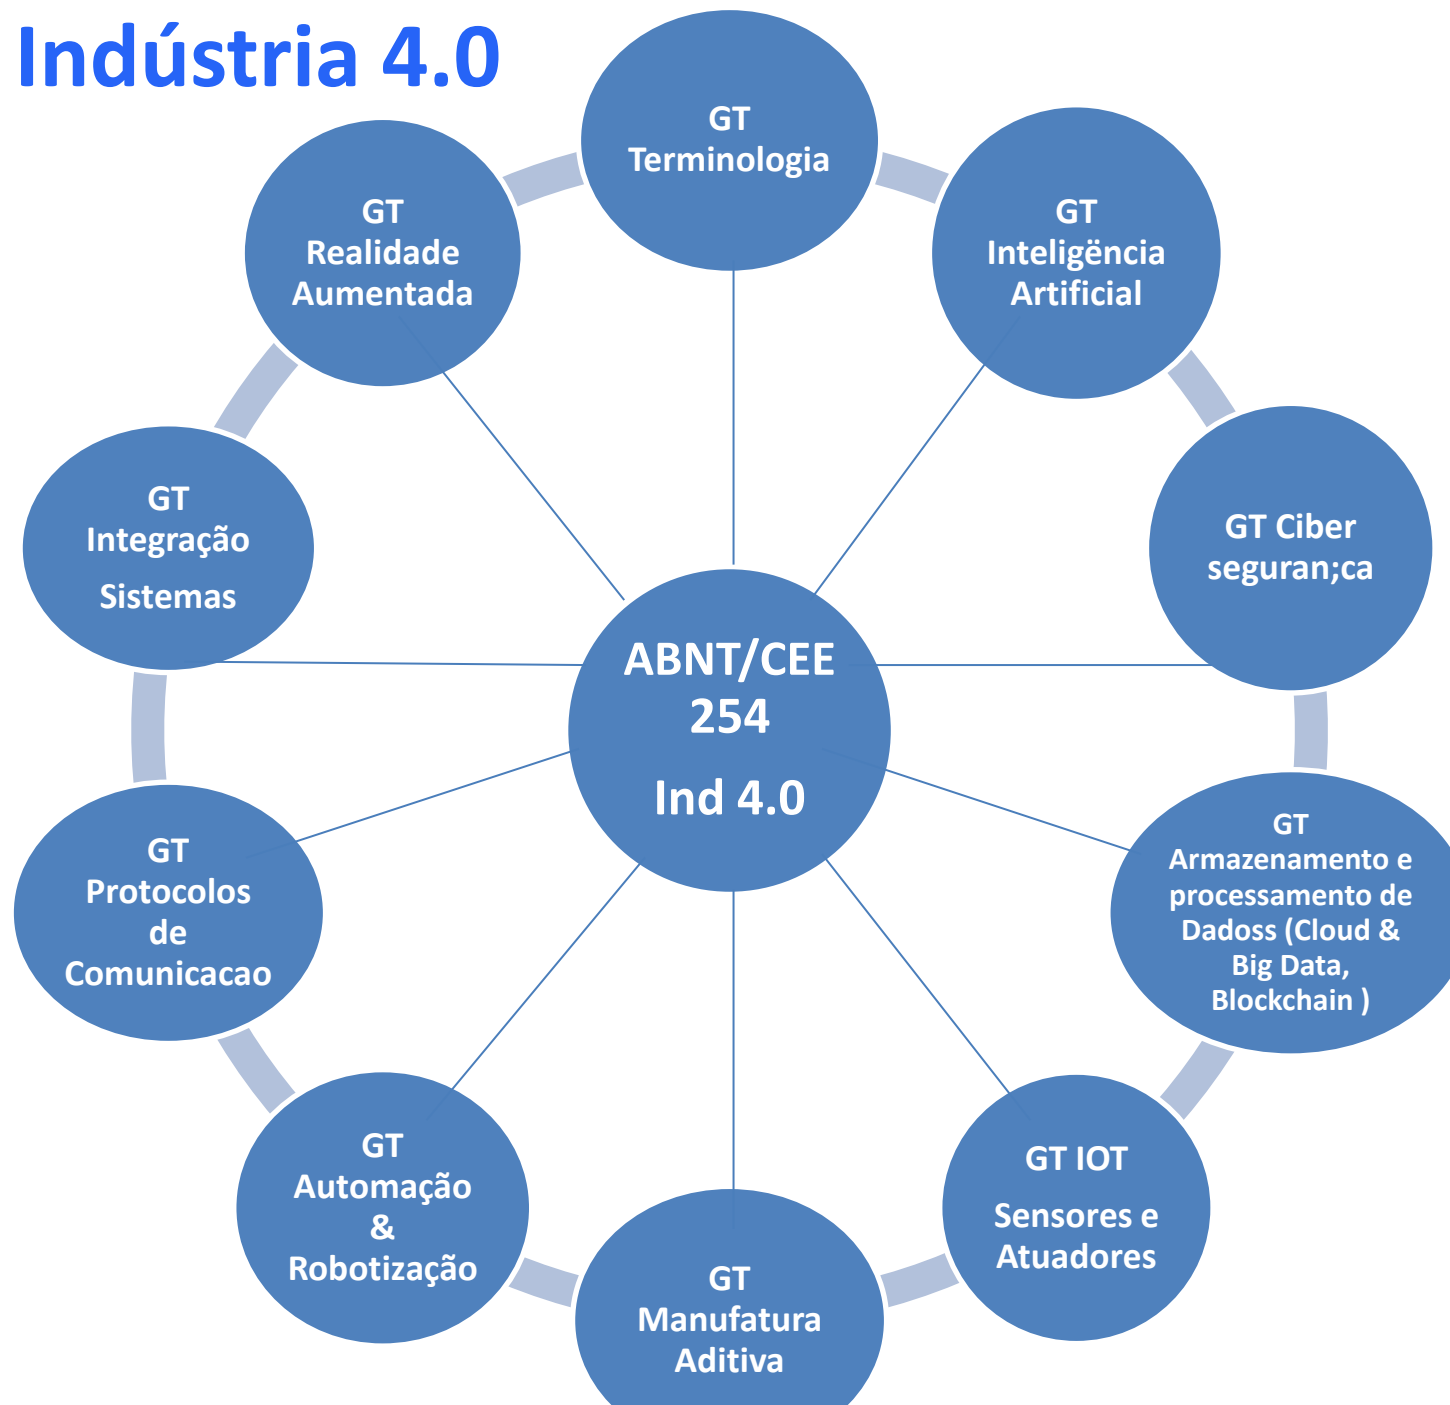 Indústria 4.0
GT
Terminologia
GT
Inteligëncia
Artificial
GT Ciber
seguran;ca
GT
Armazenamento e
processamento de
Dadoss (Cloud &
Big Data,
Blockchain )
GT IOT
Sensores e
Atuadores
GT
Manufatura
Aditiva
GT
Automação
&
Robotização
GT
Protocolos
de
Comunicacao
GT
Integração
Sistemas
GT
Realidade
Aumentada
ABNT/CEE
254
Ind 4.0